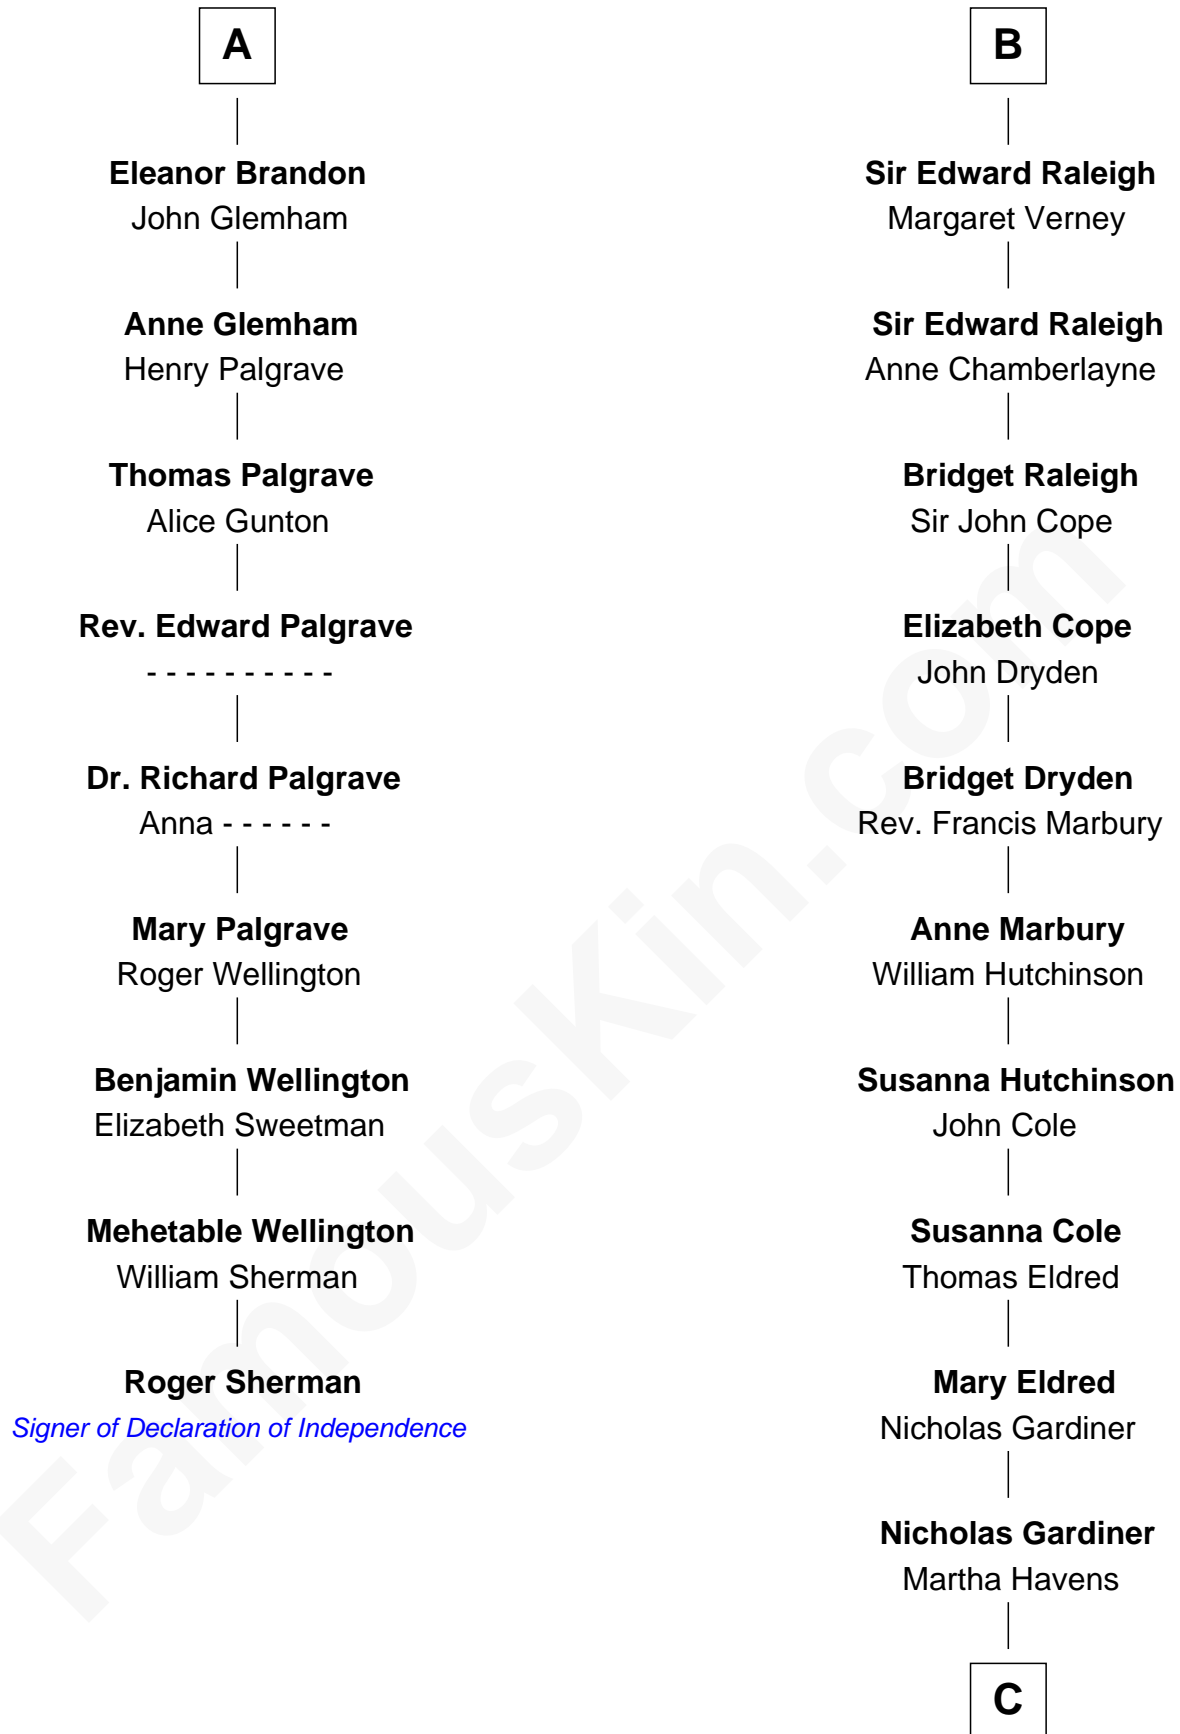 A
Eleanor Brandon
John Glemham
Anne Glemham
Henry Palgrave
Thomas Palgrave
Alice Gunton
Rev. Edward Palgrave
- - - - - - - - - -
Dr. Richard Palgrave
Anna - - - - - -
Mary Palgrave
Roger Wellington
Benjamin Wellington
Elizabeth Sweetman
Mehetable Wellington
William Sherman
Roger Sherman
Signer of Declaration of Independence
B
Sir Edward Raleigh
Margaret Verney
Sir Edward Raleigh
Anne Chamberlayne
Bridget Raleigh
Sir John Cope
Elizabeth Cope
John Dryden
Bridget Dryden
Rev. Francis Marbury
Anne Marbury
William Hutchinson
Susanna Hutchinson
John Cole
Susanna Cole
Thomas Eldred
Mary Eldred
Nicholas Gardiner
Nicholas Gardiner
Martha Havens
C
FamousKin.com